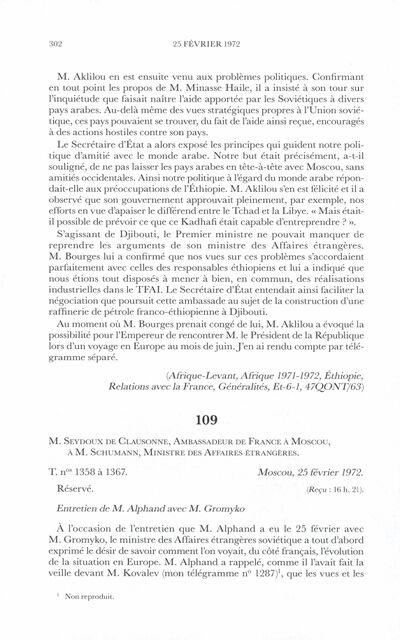 302
25 FÉVRIER 1972
M. Aklilou en est ensuite venu aux problèmes politiques. Confirmant
en tout point les propos de M. Minasse Haile, il a insisté à son tour sur
l'inquiétude que faisait naître l'aide apportée par les Soviétiques à divers
pays arabes. Au-delà même des vues stratégiques propres à l'Union sovié-
tique, ces pays pouvaient se trouver, du fait de l'aide ainsi reçue, encouragés
à des actions hostiles contre son pays.
Le Secrétaire d'État a alors exposé les principes qui guident notre poli-
tique d'amitié avec le monde arabe. Notre but était précisément, a-t-il
souligné, de ne pas laisser les pays arabes en tête-à-tête avec Moscou, sans
amitiés occidentales. Ainsi notre politique à l'égard du monde arabe répon-
dait-elle aux préoccupations de l'Éthiopie. M. Aklilou s'en est félicité et il a
observé que son gouvernement approuvait pleinement, par exemple, nos
efforts en vue d'apaiser le différend entre le Tchad et la Libye. « Mais était-
il possible de prévoir ce que Kadhafi était capable d'entreprendre ? ».
S'agissant de Djibouti, le Premier ministre ne pouvait manquer de
reprendre les arguments de son ministre des Affaires étrangères.
M. Bourges lui a confirmé que nos vues sur ces problèmes s'accordaient
parfaitement avec celles des responsables éthiopiens et lui a indiqué que
nous étions tout disposés à mener à bien, en commun, des réalisations
industrielles dans le TFAI. Le Secrétaire d'État entendait ainsi faciliter la
négociation que poursuit cette ambassade au sujet de la construction d'une
raffinerie de pétrole franco-éthiopienne à Djibouti.
Au moment où M. Bourges prenait congé de lui, M. Aklilou a évoqué la
possibilité pour l'Empereur de rencontrer M. le Président de la République
lors d'un voyage en Europe au mois de juin. J'en ai rendu compte par télé-
gramme séparé.
(Afrique-Levant, Afrique 1971-1972, Éthiopie,
Relations avec la France, Généralités, Et-6-1, 47QONT/63)
109
M. SEYDOUX DE CLAUSONNE, AMBASSADEUR DE FRANCE À MOSCOU,
À M. SCHUMANN, MINISTRE DES AFFAIRES ÉTRANGÈRES.
T. nos 1358 à 1367.
Moscou, 25 février 1972.
Réservé.
(Reçu : 16 h. 21).
Entretien de M. Alphand avec M. Gromyko
À l'occasion de l'entretien que M. Alphand a eu le 25 février avec
M. Gromyko, le ministre des Affaires étrangères soviétique a tout d'abord
exprimé le désir de savoir comment l'on voyait, du côté français, l'évolution
de la situation en Europe. M. Alphand a rappelé, comme il l'avait fait la
veille devant M. Kovalev (mon télégramme n° 1287)¹, que les vues et les
¹ Non reproduit.